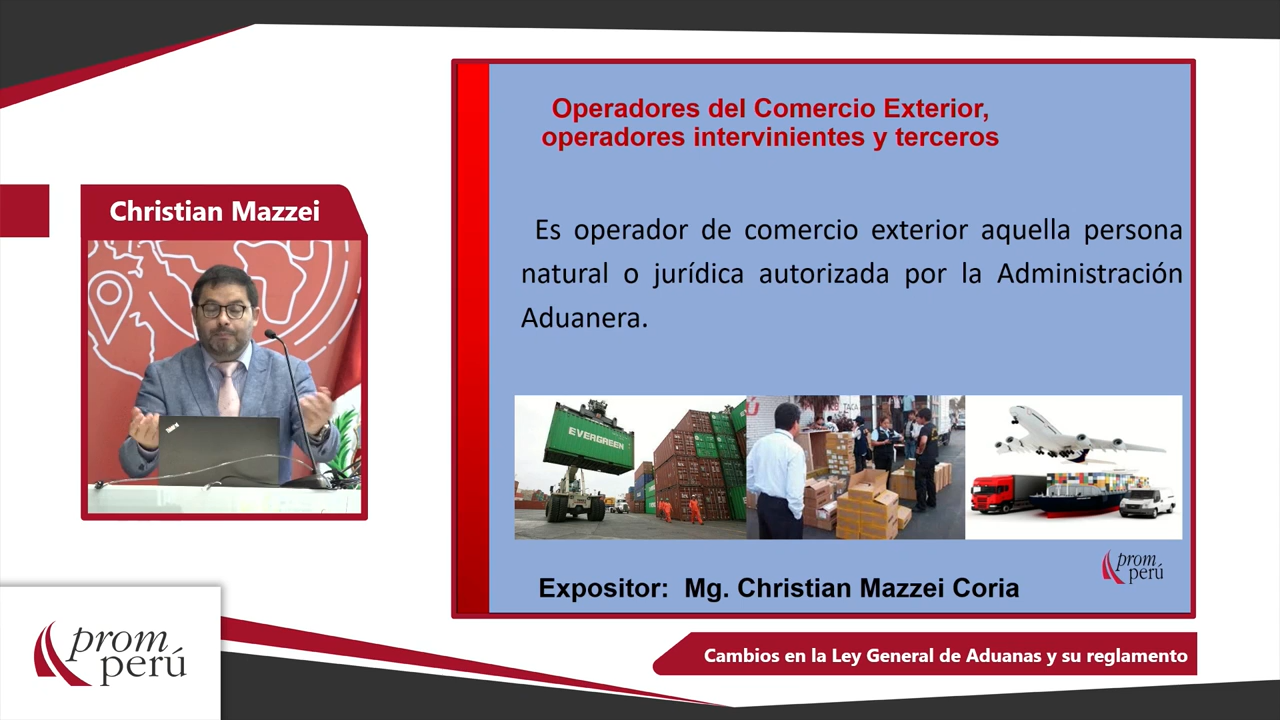 Christian Mazzei
Operadores del Comercio Exterior,
operadores intervinientes y terceros
Es operador de comercio exterior aquella persona
natural o jurídica autorizada por la Administración
Aduanera.
EVERGREEN
prom
perú
Expositor: Mg. Christian Mazzei Coria
prom
perú
Cambios en la Ley General de Aduanas y su reglamento